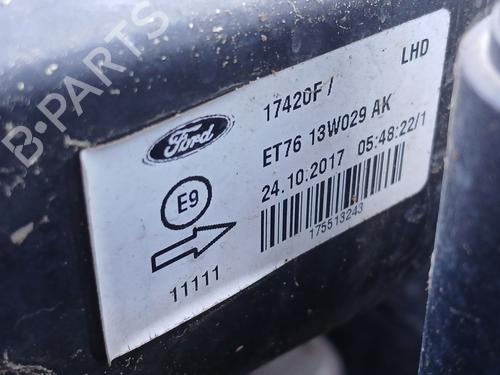 B-Parts
17420F / LHD
Ford
ET76 13W029 AK
24.10.2017 05:48:22/1
E9
175513243
11111